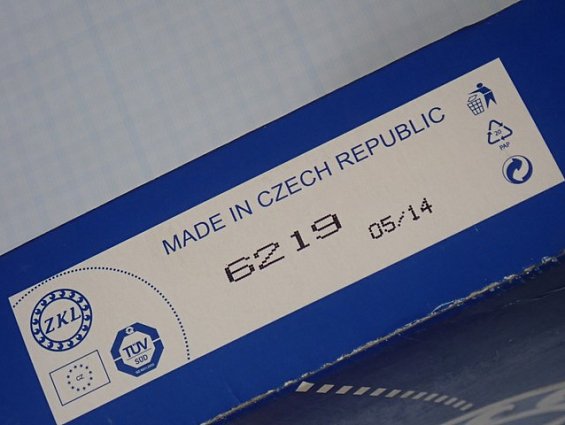 MADE IN CZECH REPUBLIC
6219 05/14
ZKL
CZ
TÜV
SÜD
20
PAP